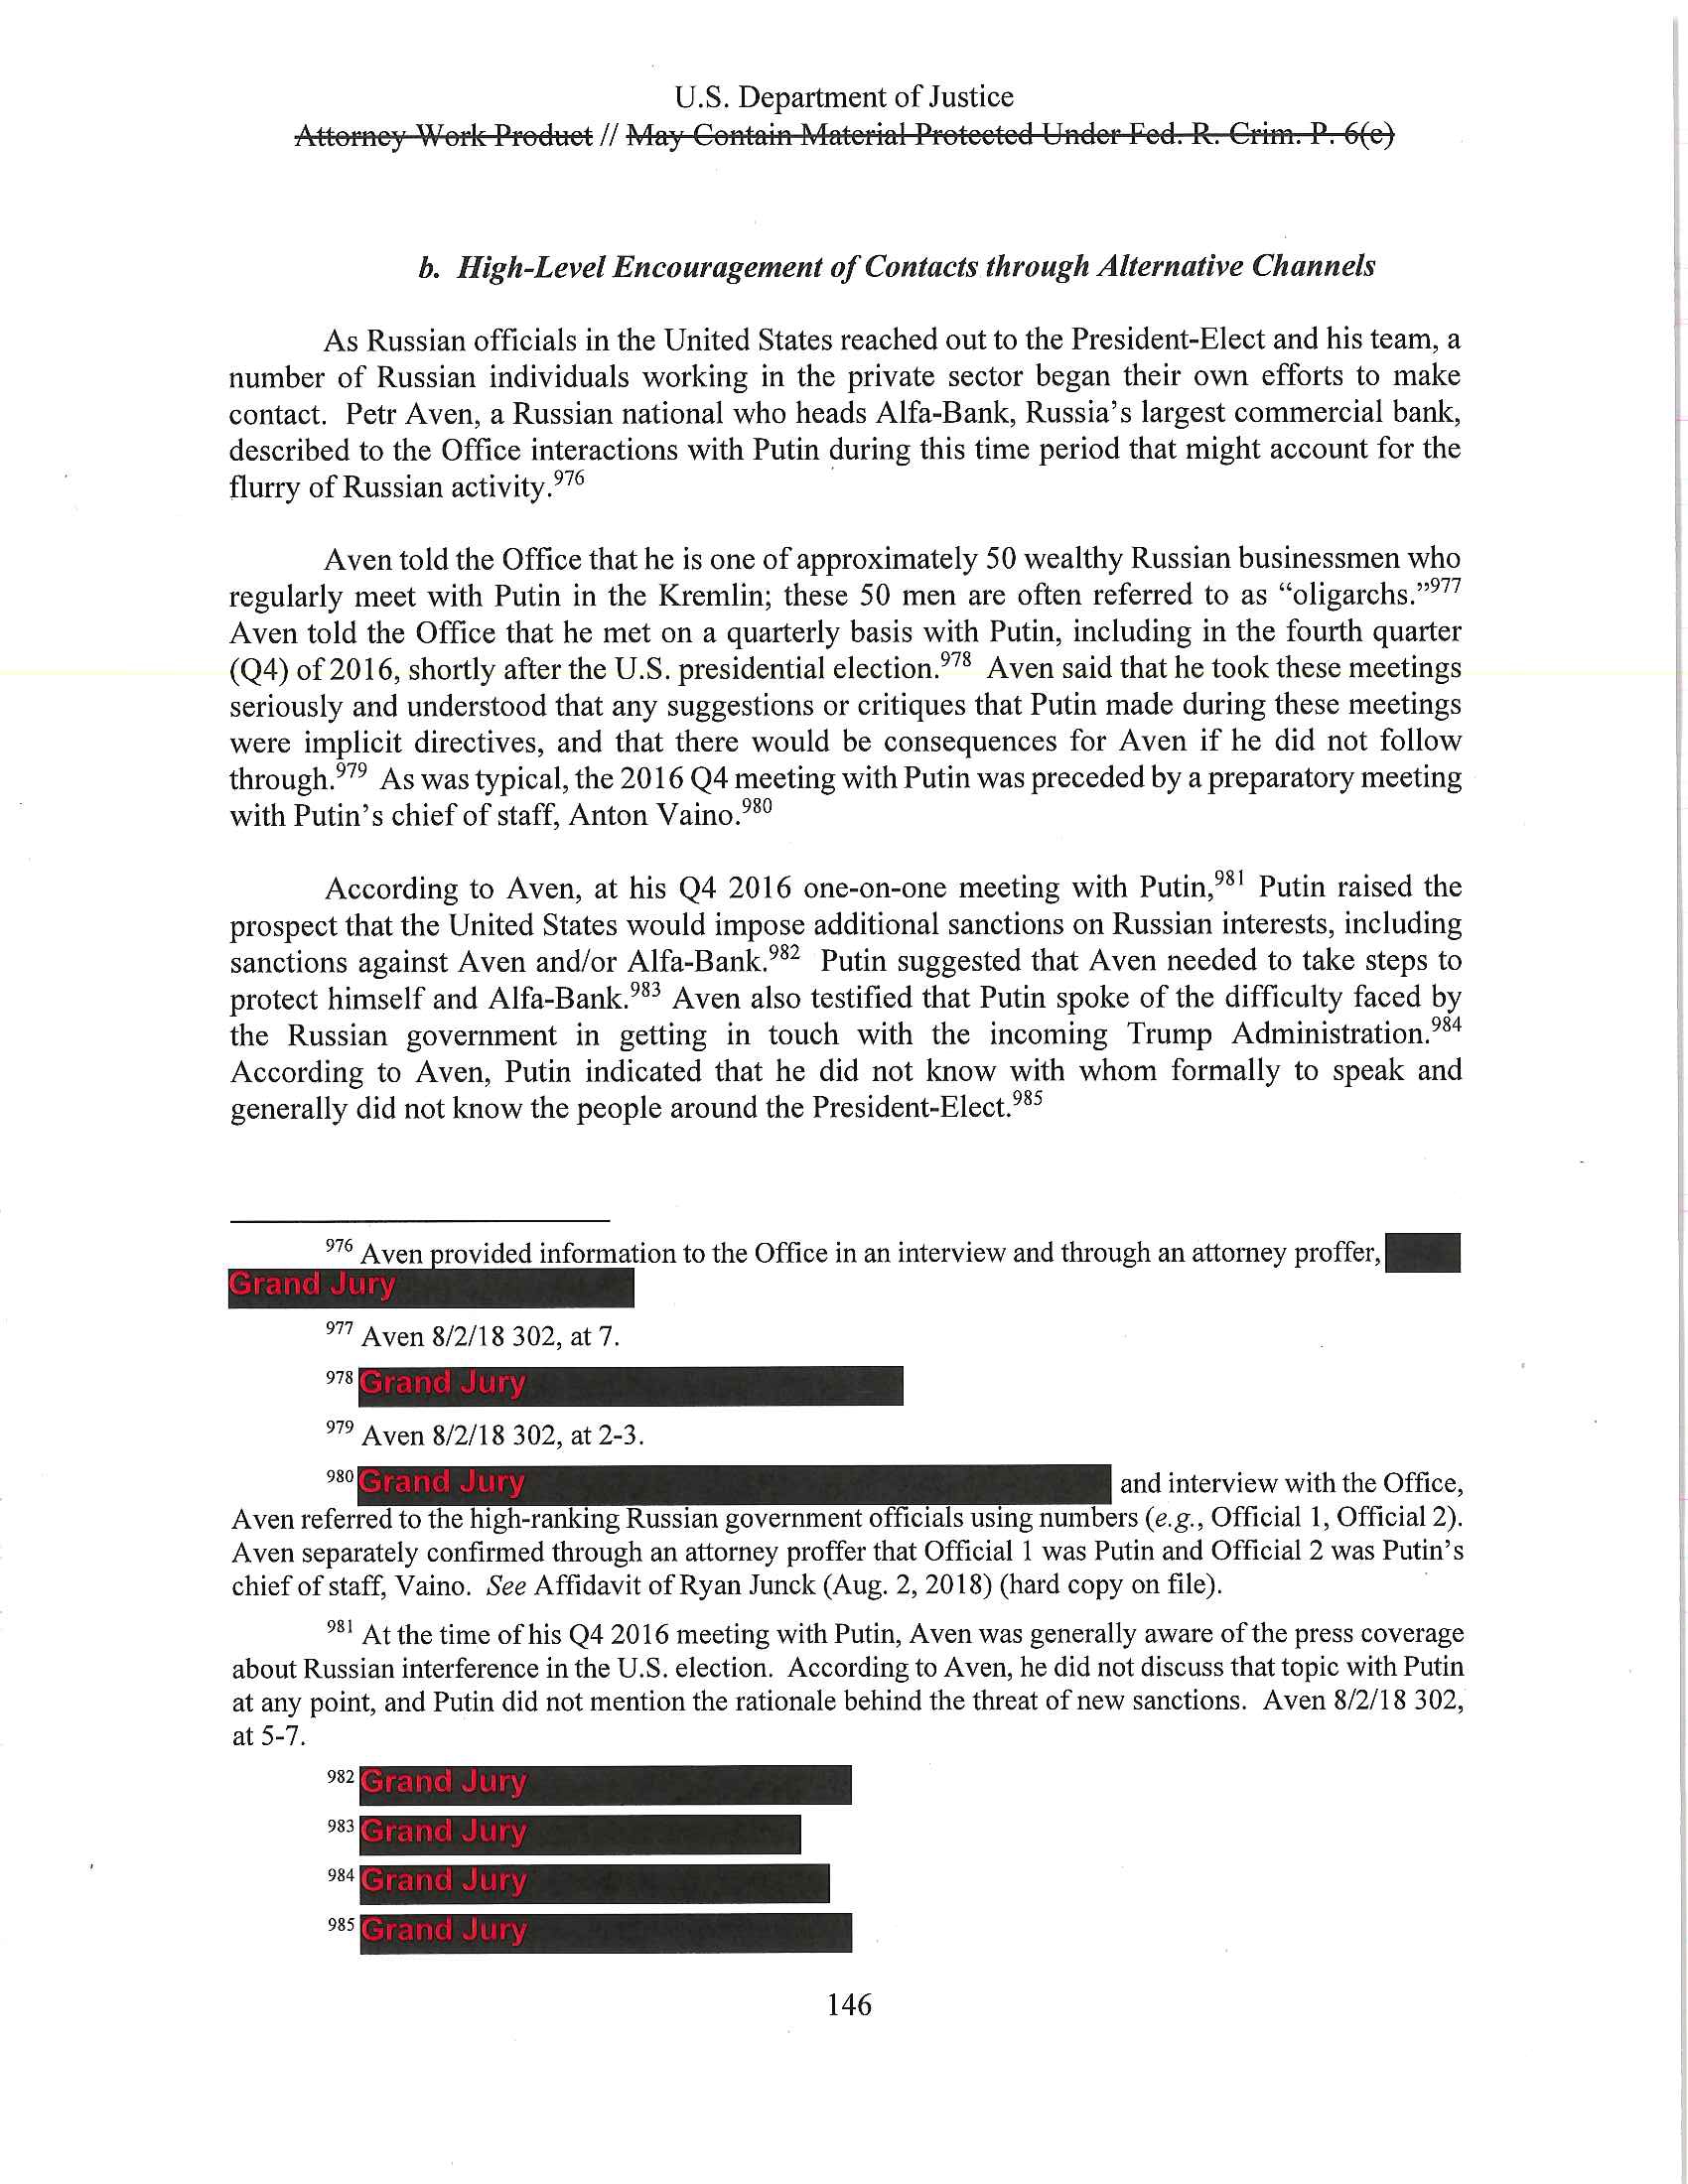 U.S. Department of Justice
Attorney Work Product // May Contain Material Protected Under Fed. R. Crim. P. 6(e)
b. High-Level Encouragement of Contacts through Alternative Channels
As Russian officials in the United States reached out to the President-Elect and his team, a
number of Russian individuals working in the private sector began their own efforts to make
contact. Petr Aven, a Russian national who heads Alfa-Bank, Russia's largest commercial bank,
described to the Office interactions with Putin during this time period that might account for the
flurry of Russian activity.976
Aven told the Office that he is one of approximately 50 wealthy Russian businessmen who
regularly meet with Putin in the Kremlin; these 50 men are often referred to as "oligarchs."977
Aven told the Office that he met on a quarterly basis with Putin, including in the fourth quarter
(Q4) of 2016, shortly after the U.S. presidential election.978 Aven said that he took these meetings
seriously and understood that any suggestions or critiques that Putin made during these meetings
were implicit directives, and that there would be consequences for Aven if he did not follow
through.979 As was typical, the 2016 Q4 meeting with Putin was preceded by a preparatory meeting
with Putin's chief of staff, Anton Vaino.980
According to Aven, at his Q4 2016 one-on-one meeting with Putin,981 Putin raised the
prospect that the United States would impose additional sanctions on Russian interests, including
sanctions against Aven and/or Alfa-Bank.982 Putin suggested that Aven needed to take steps to
protect himself and Alfa-Bank.983 Aven also testified that Putin spoke of the difficulty faced by
the Russian government in getting in touch with the incoming Trump Administration.984
According to Aven, Putin indicated that he did not know with whom formally to speak and
generally did not know the people around the President-Elect.985
976 Aven provided information to the Office in an interview and through an attorney proffer,
Grand Jury
977 Aven 8/2/18 302, at 7.
978 Grand Jury
979 Aven 8/2/18 302, at 2-3.
980 Grand Jury and interview with the Office,
Aven referred to the high-ranking Russian government officials using numbers (e.g., Official 1, Official 2).
Aven separately confirmed through an attorney proffer that Official 1 was Putin and Official 2 was Putin's
chief of staff, Vaino. See Affidavit of Ryan Junck (Aug. 2, 2018) (hard copy on file).
981 At the time of his Q4 2016 meeting with Putin, Aven was generally aware of the press coverage
about Russian interference in the U.S. election. According to Aven, he did not discuss that topic with Putin
at any point, and Putin did not mention the rationale behind the threat of new sanctions. Aven 8/2/18 302,
at 5-7.
982 Grand Jury
983 Grand Jury
984 Grand Jury
985 Grand Jury
146